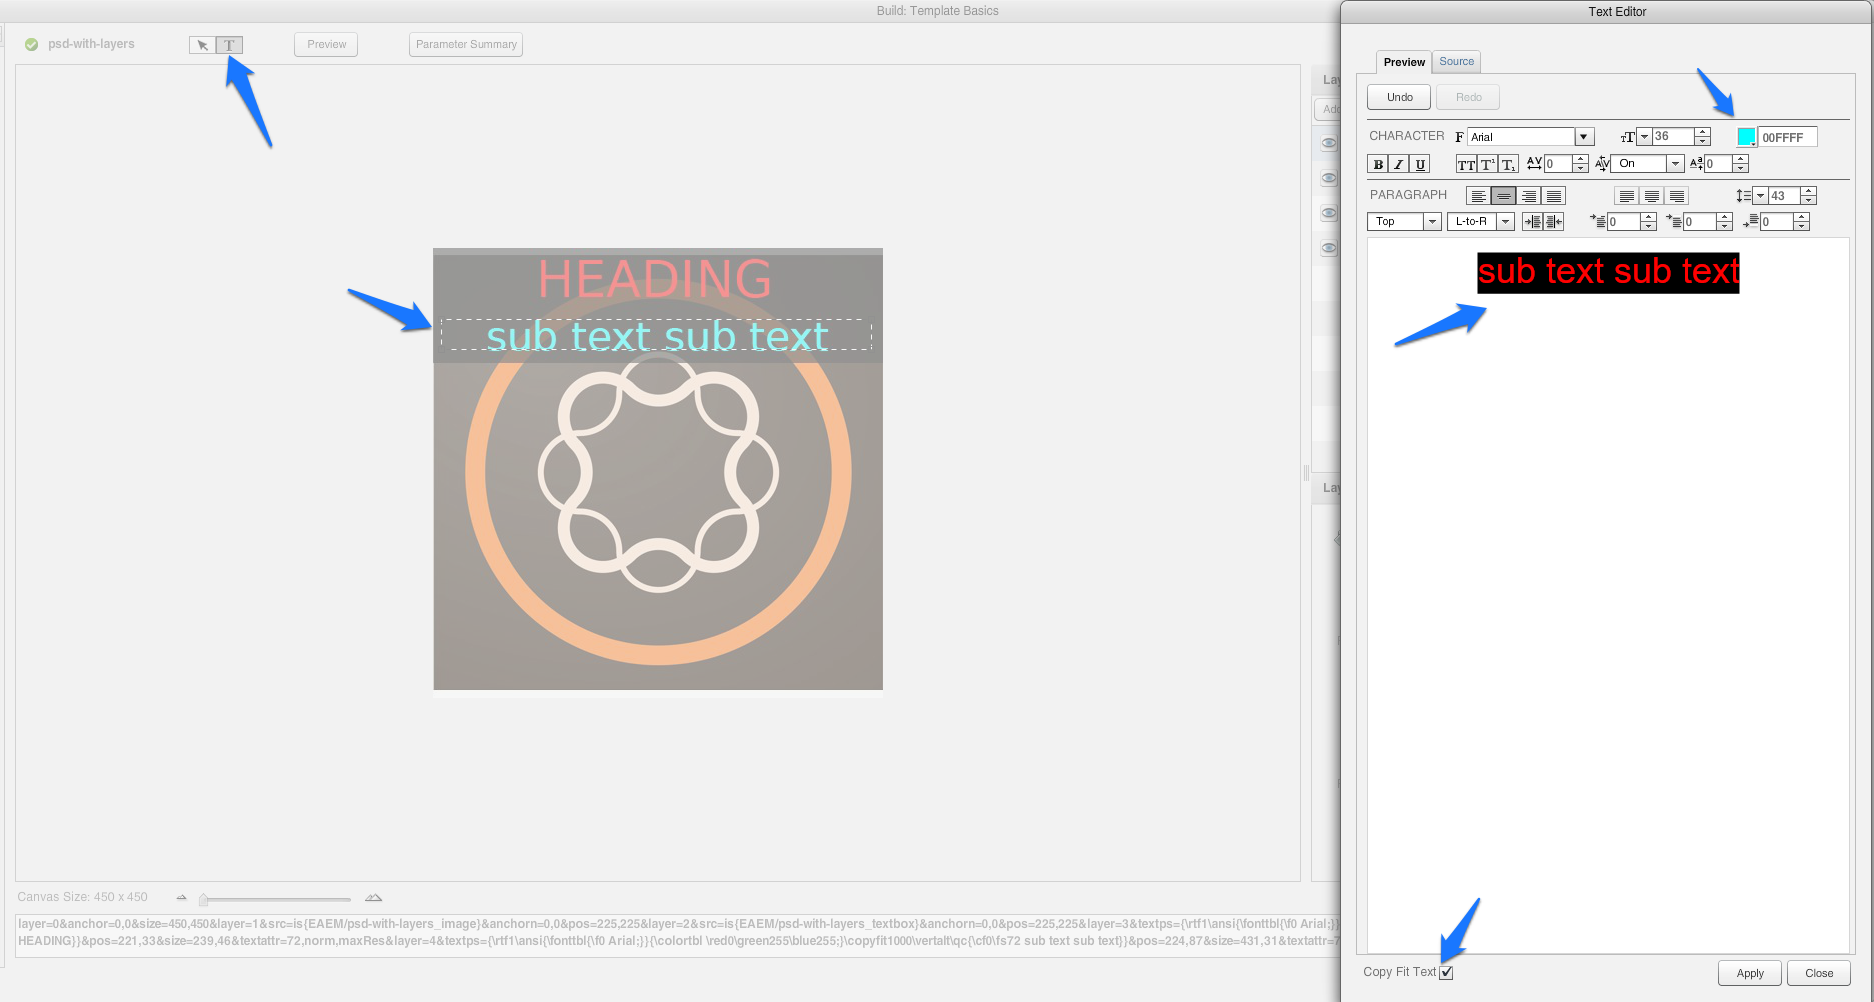 Build: Template Basics
psd-with-layers
T
Preview
Parameter Summary
Lay
Add
HEADING
sub text sub text
Lay
Canvas Size: 450 x 450
layer=0&anchor=0,0&size=450,450&layer=1&src=is{EAEM/psd-with-layers_image}&anchorn=0,0&pos=225,225&layer=2&src=is{EAEM/psd-with-layers_textbox}&anchorn=0,0&pos=225,225&layer=3&textps={\rtf1\ansi{\fonttbl{\f0 Arial;}}
HEADING}}&pos=221,33&size=239,46&textattr=72,norm,maxRes&layer=4&textps={\rtf1\ansi{\fonttbl{\f0 Arial;}}{\colortbl \red0\green255\blue255;}\copyfit1000\vertalt\qc{\cf0\fs72 sub text sub text}}&pos=224,87&size=431,31&textattr=7
Text Editor
Preview Source
Undo Redo
CHARACTER F Arial TT 36 00FFFF
B I U TT T¹ T₁ AV 0 AV On Aa 0
PARAGRAPH 43
Top L-to-R 0 0 0
sub text sub text
Copy Fit Text
Apply Close